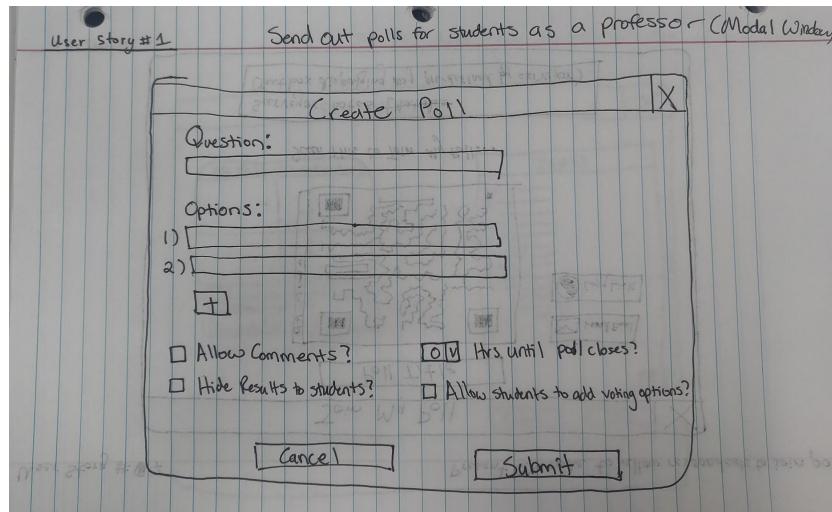 User Story #1 Send out polls for students as a professor - (Modal Window
Create Poll X
Question:
Options:
1)
2)
+
Allow Comments? 0 v Hrs. until poll closes?
Hide Results to students? Allow students to add voting options?
Cancel Submit